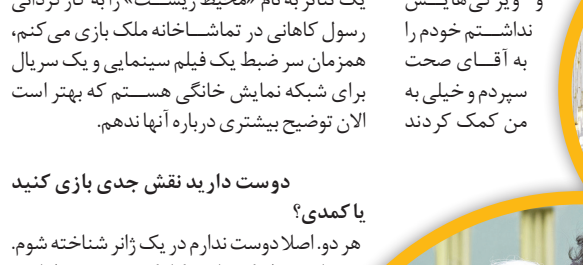 و ویژگی‌هایش
نداشتم خودم را
به آقای صحت
سپردم و خیلی به
من کمک کردند
یک تئاتر به نام «محیط زیست» را به کارگردانی
رسول کاهانی در تماشاخانه ملک بازی می‌کنم،
همزمان سر ضبط یک فیلم سینمایی و یک سریال
برای شبکه نمایش خانگی هستم که بهتر است
الان توضیح بیشتری درباره آنها ندهم.
دوست دارید نقش جدی بازی کنید
یا کمدی؟
هر دو. اصلا دوست ندارم در یک ژانر شناخته شوم.